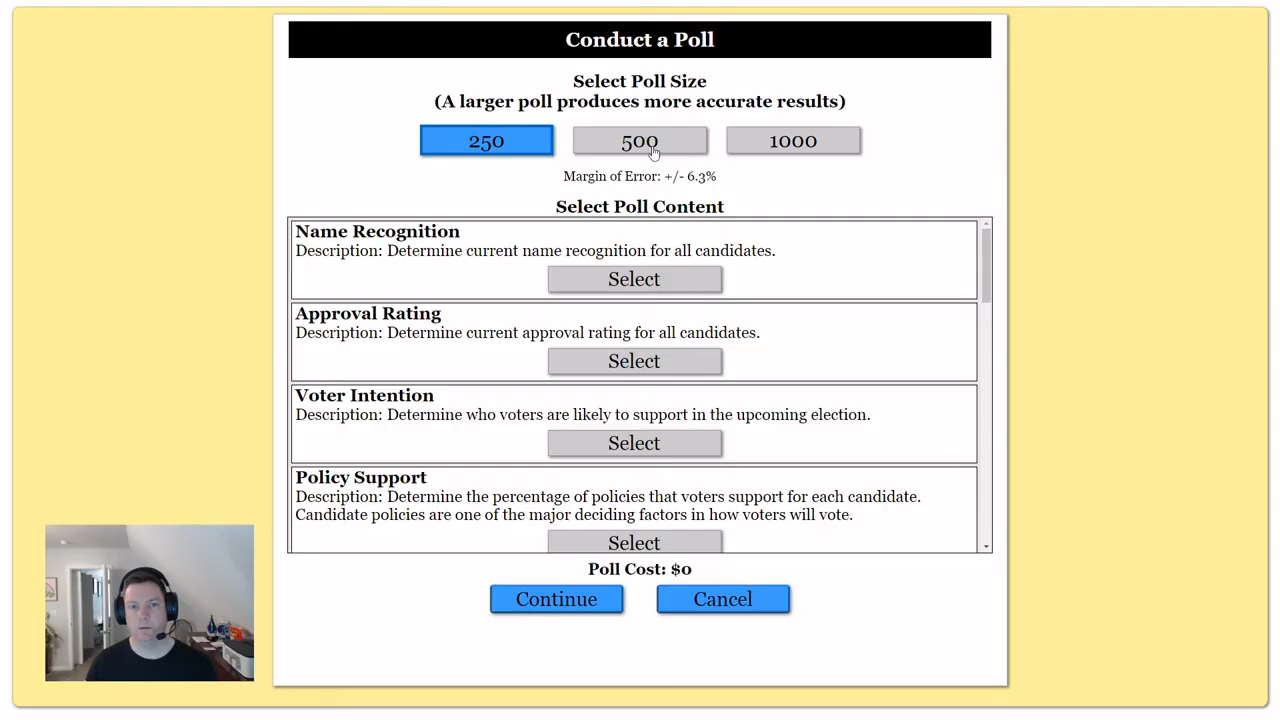 Conduct a Poll
Select Poll Size
(A larger poll produces more accurate results)
250
500
1000
Margin of Error: +/- 6.3%
Select Poll Content
Name Recognition
Description: Determine current name recognition for all candidates.
Select
Approval Rating
Description: Determine current approval rating for all candidates.
Select
Voter Intention
Description: Determine who voters are likely to support in the upcoming election.
Select
Policy Support
Description: Determine the percentage of policies that voters support for each candidate.
Candidate policies are one of the major deciding factors in how voters will vote.
Select
Poll Cost: $0
Continue
Cancel